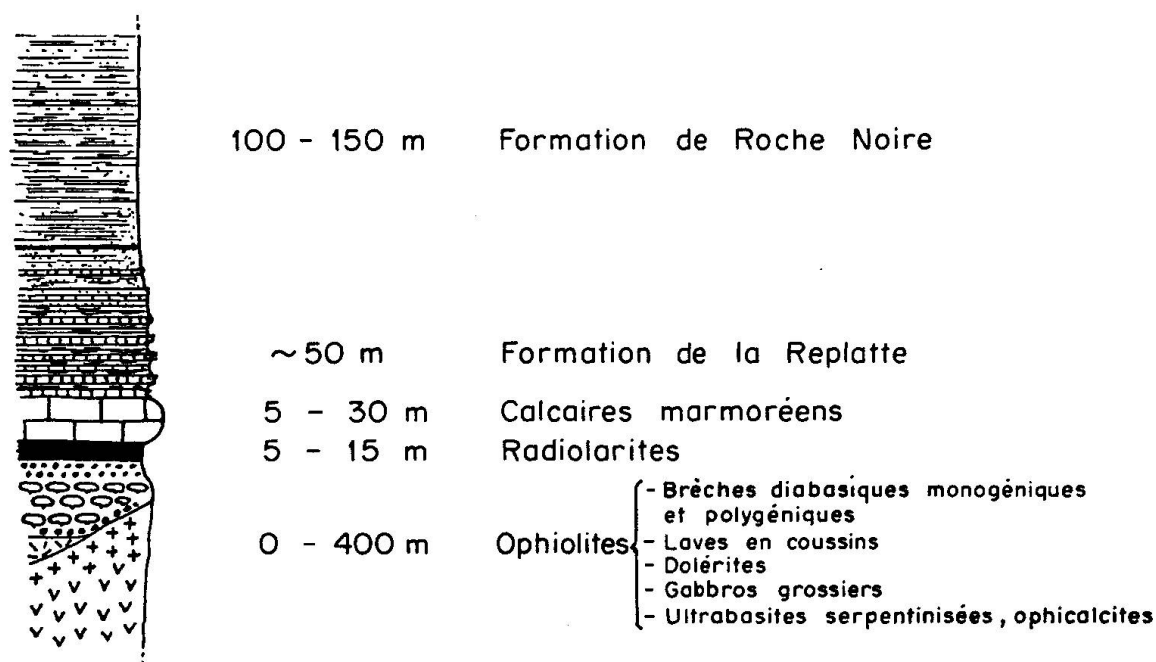 100 - 150 m Formation de Roche Noire
~ 50 m Formation de la Replatte
5 - 30 m Calcaires marmoréens
5 - 15 m Radiolarites
0 - 400 m Ophiolites
- Brèches diabasiques monogéniques
et polygéniques
- Laves en coussins
- Dolérites
- Gabbros grossiers
- Ultrabasites serpentinisées, ophicalcites